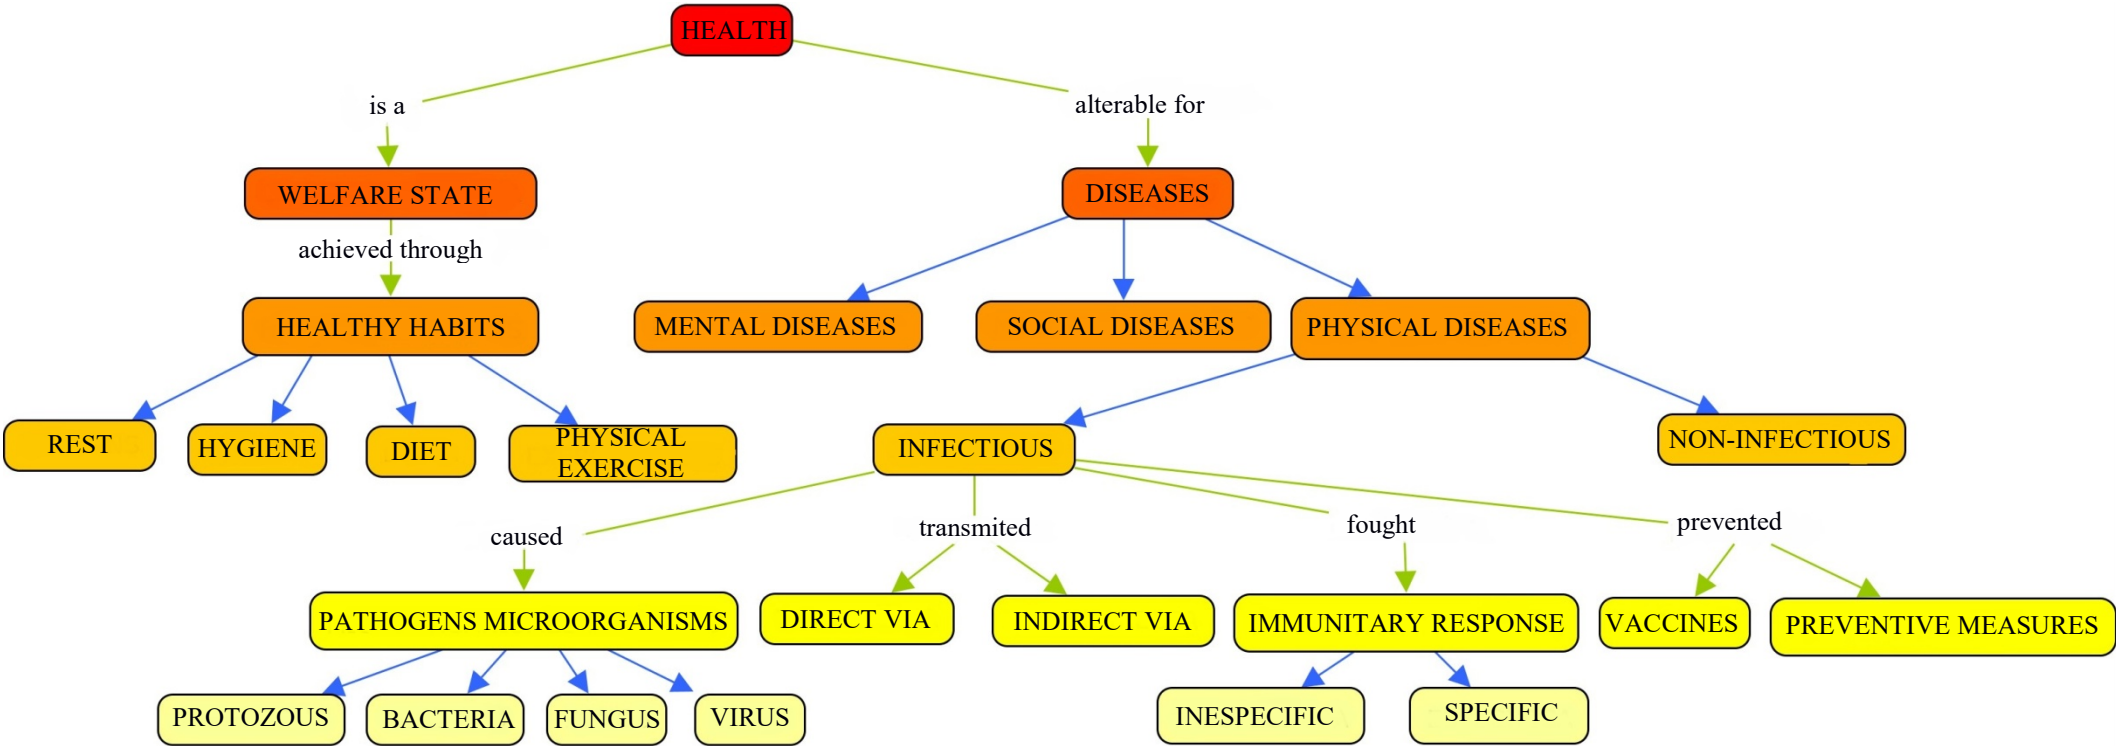 HEALTH
is a
alterable for
WELFARE STATE
DISEASES
achieved through
HEALTHY HABITS
MENTAL DISEASES
SOCIAL DISEASES
PHYSICAL DISEASES
REST
HYGIENE
DIET
PHYSICAL
EXERCISE
INFECTIOUS
NON-INFECTIOUS
caused
transmited
fought
prevented
PATHOGENS MICROORGANISMS
DIRECT VIA
INDIRECT VIA
IMMUNITARY RESPONSE
VACCINES
PREVENTIVE MEASURES
PROTOZOUS
BACTERIA
FUNGUS
VIRUS
INESPECIFIC
SPECIFIC